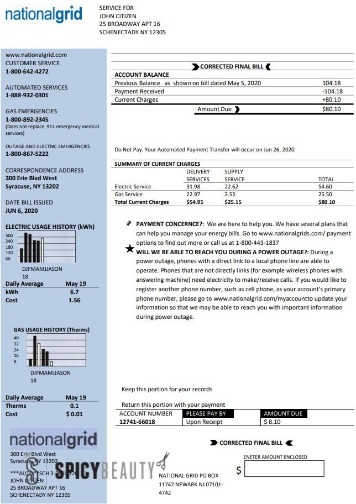 nationalgrid
SERVICE FOR
JOHN CITIZEN
25 BROADWAY APT 16
SCHENECTADY NY 12305
www.nationalgrid.com
CUSTOMER SERVICE
1-800-642-4272
AUTOMATED SERVICES
1-888-932-0301
GAS EMERGENCIES
1-800-892-2345
(Does not replace 911 emergency medical
services)
OUTAGE AND ELECTRIC EMERGENCIES
1-800-867-5222
CORRESPONDENCE ADDRESS
300 Erie Blvd West
Syracuse, NY 13202
DATE BILL ISSUED
JUN 6, 2020
ELECTRIC USAGE HISTORY (kWh)
300
240
180
120
60
DJFMAMJJASON
18
Daily Average May 19
kWh 6.7
Cost 1.56
GAS USAGE HISTORY (Therms)
40
32
24
16
8
DJFMAMJJASON
18
Daily Average May 19
Therms 0.1
Cost $ 0.01
CORRECTED FINAL BILL
ACCOUNT BALANCE
Previous Balance as shown on bill dated May 5, 2020 104.18
Payment Received -104.18
Current Charges +80.10
Amount Due $80.10
Do Not Pay. Your Automated Payment Transfer will occur on Jun 26, 2020
SUMMARY OF CURRENT CHARGES
DELIVERY SUPPLY
SERVICES SERVICE TOTAL
Electric Service 31.98 22.62 54.60
Gas Service 22.97 2.53 25.50
Total Current Charges $54.95 $25.15 $80.10
PAYMENT CONCERNCE?: We are here to help you. We have several plans that
can help you manage your energy bills. Go to www.nationalgrids.com/ payment
options to find out more or call us at 1-800-443-1837
WILL BE ABLE TO REACH YOU DURING A POWER OUTAGE?: During a
power outage, phones with a direct link to a local phone line are able to
operate. Phones that are not directly links (for example wireless phones with
answering machine) need electricity to make/receive calls. If you would like to
register another phone number, such as cell phone, as your account's primary
phone number, please go to www.nationalgrid.com/myaccountto update your
information so that we may be able to reach you with important information
during power outage.
Keep this portion for your records
Return this portion with your payment
ACCOUNT NUMBER PLEASE PAY BY AMOUNT DUE
12741-66018 Upon Receipt $ 8.10
nationalgrid
300 Erie Blvd West
Syracuse, NY 13202
JOHN CITIZEN
25 BROADWAY APT 16
SCHENECTADY NY 12305
SPICYBEAUTY
CORRECTED FINAL BILL
ENTER AMOUNT ENCLOSED
$
NATIONAL GRID PO BOX
11742 NEWARK NJ 07101-
4742